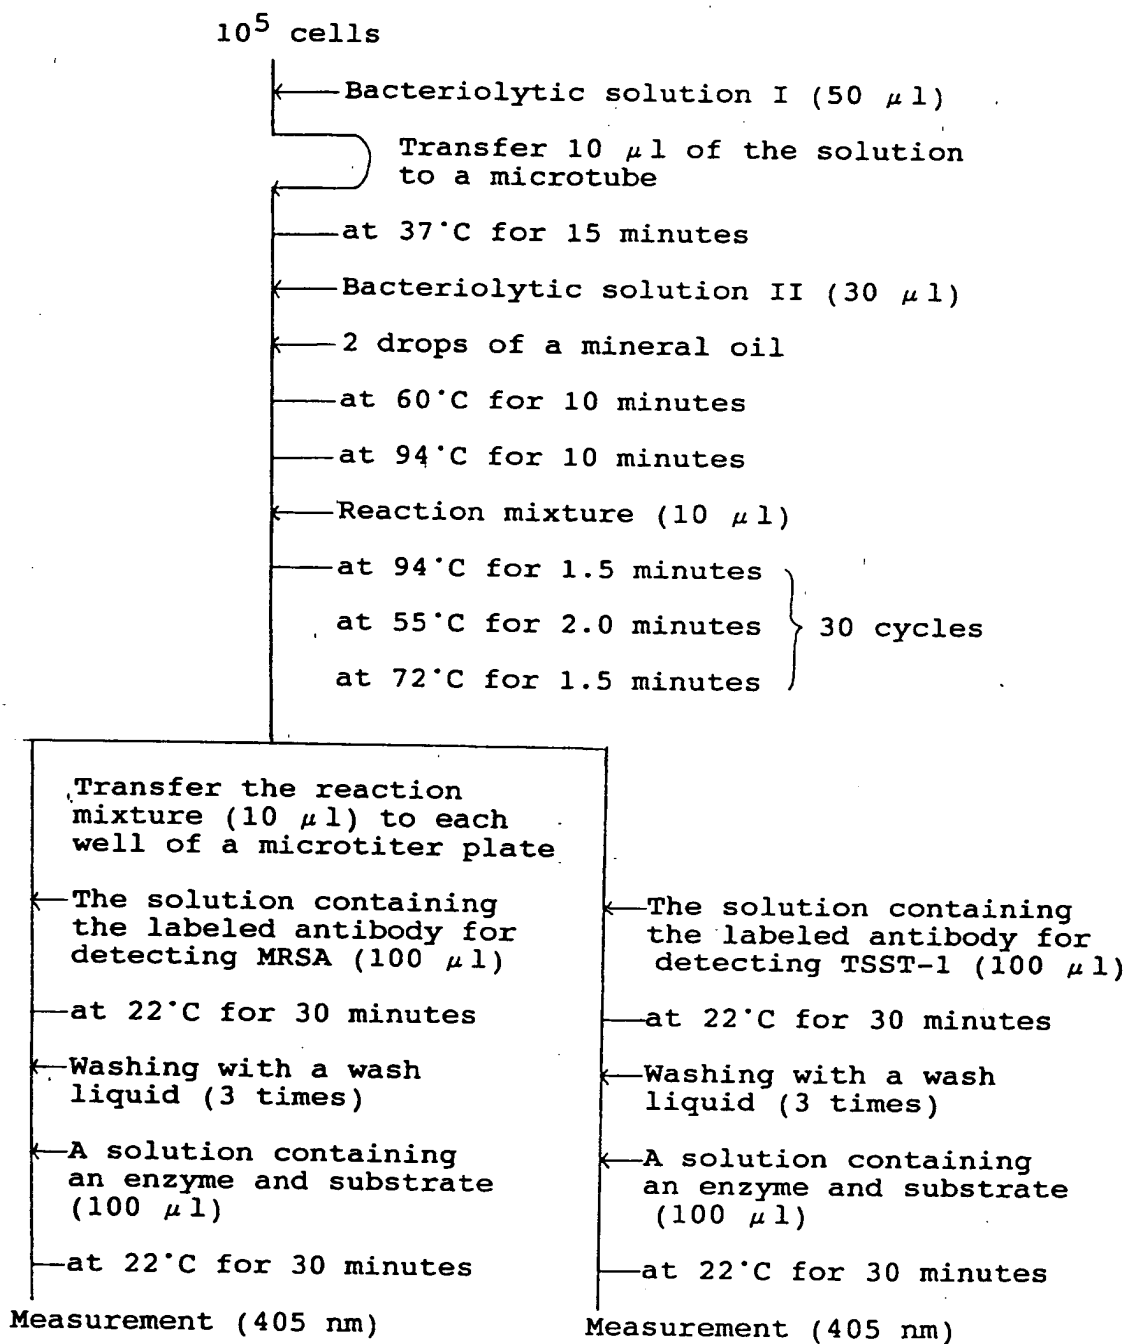 10⁵ cells
Bacteriolytic solution I (50 μl)
Transfer 10 μl of the solution
to a microtube
at 37°C for 15 minutes
Bacteriolytic solution II (30 μl)
2 drops of a mineral oil
at 60°C for 10 minutes
at 94°C for 10 minutes
Reaction mixture (10 μl)
at 94°C for 1.5 minutes
at 55°C for 2.0 minutes
30 cycles
at 72°C for 1.5 minutes
Transfer the reaction
mixture (10 μl) to each
well of a microtiter plate
The solution containing
the labeled antibody for
detecting MRSA (100 μl)
at 22°C for 30 minutes
Washing with a wash
liquid (3 times)
A solution containing
an enzyme and substrate
(100 μl)
at 22°C for 30 minutes
Measurement (405 nm)
The solution containing
the labeled antibody for
detecting TSST-1 (100 μl)
at 22°C for 30 minutes
Washing with a wash
liquid (3 times)
A solution containing
an enzyme and substrate
(100 μl)
at 22°C for 30 minutes
Measurement (405 nm)